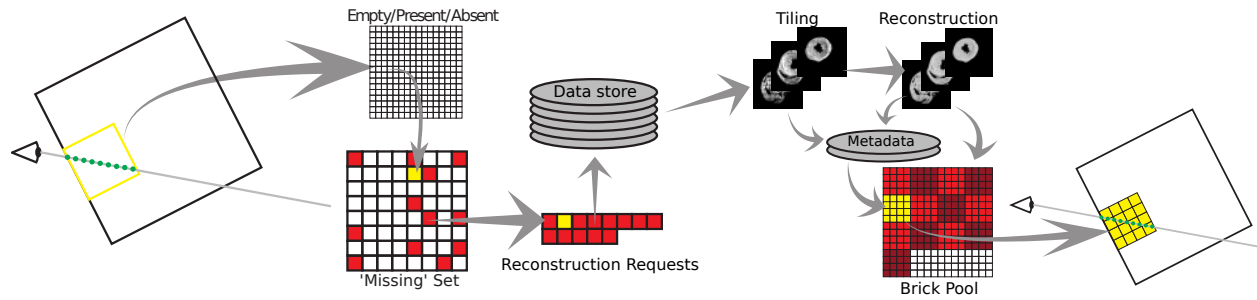 Empty/Present/Absent
'Missing' Set
Reconstruction Requests
Data store
Tiling
Reconstruction
Metadata
Brick Pool